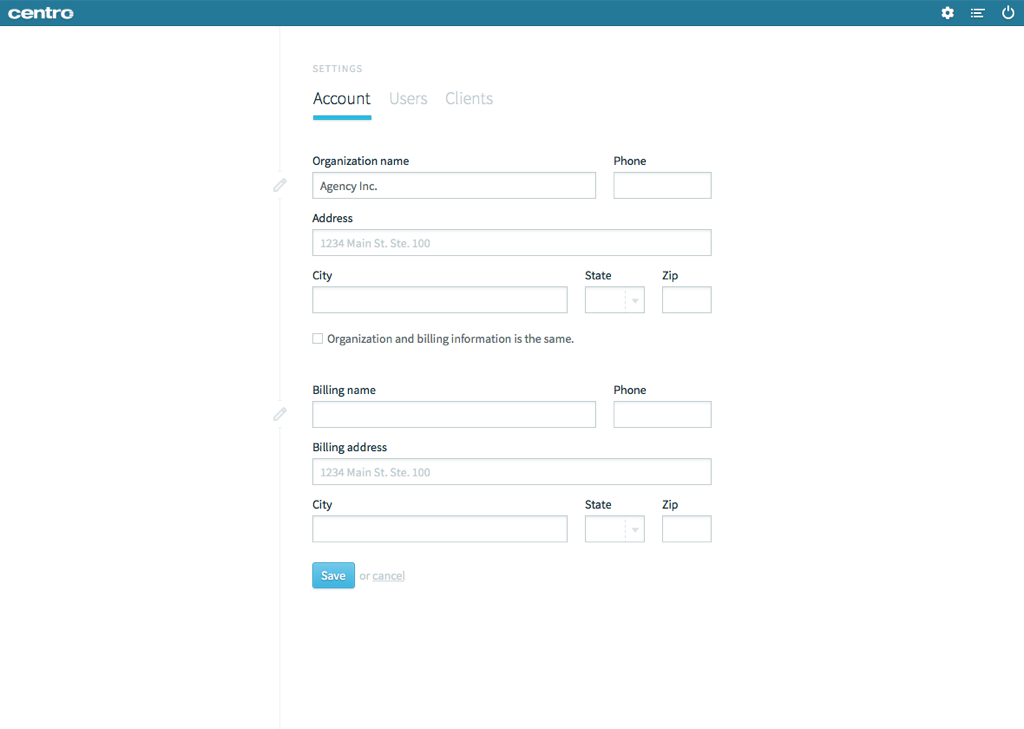 centro
SETTINGS
Account Users Clients
Organization name Phone
Agency Inc.
Address
1234 Main St. Ste. 100
City State Zip
Organization and billing information is the same.
Billing name Phone
Billing address
1234 Main St. Ste. 100
City State Zip
Save or cancel